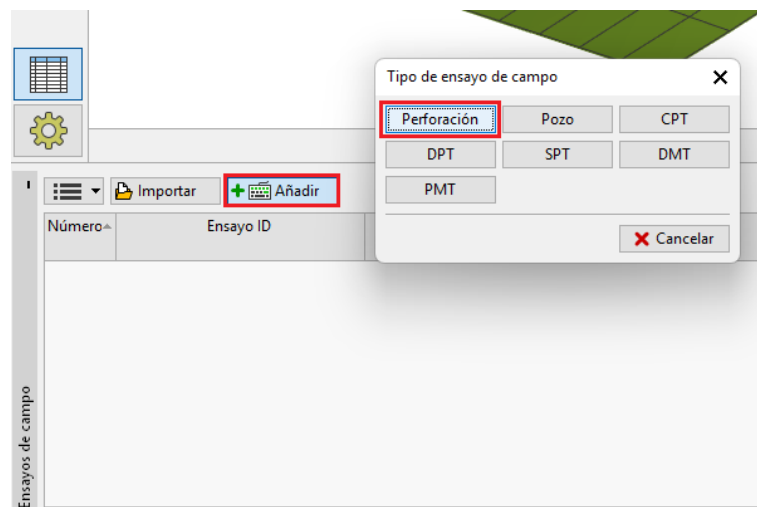 Tipo de ensayo de campo
Perforación Pozo CPT
DPT SPT DMT
PMT
Cancelar
Importar Añadir
Número Ensayo ID
Ensayos de campo